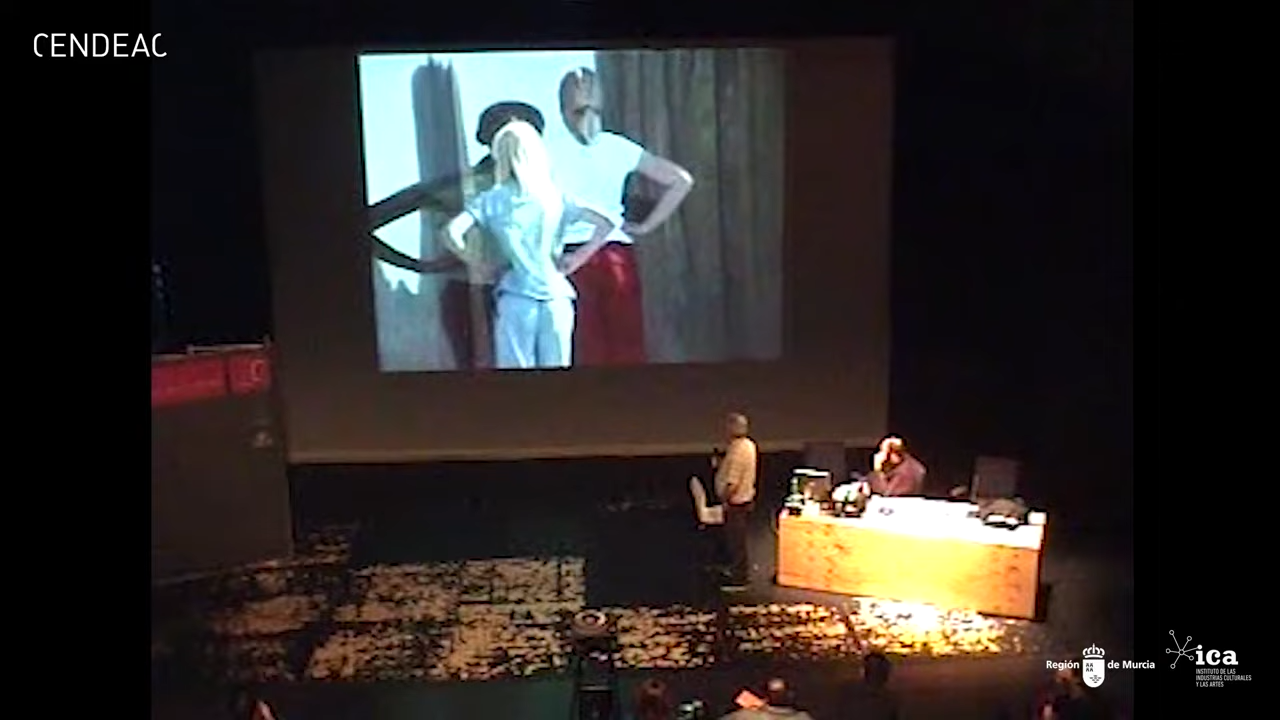 CENDEAC
Región de Murcia
ica
INSTITUTO DE LAS
INDUSTRIAS CULTURALES
Y LAS ARTES